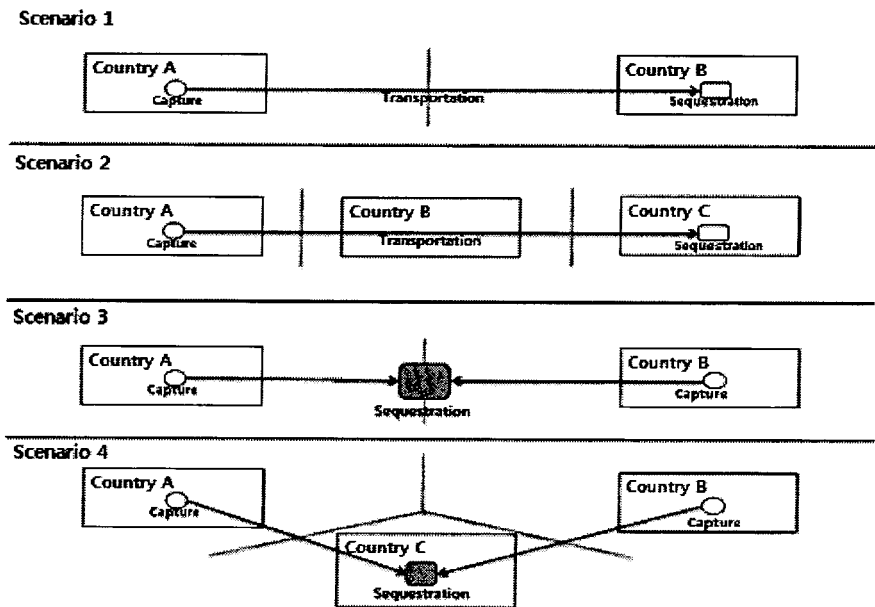 Scenario 1
Country A
Capture
Transportation
Country B
Sequestration
Scenario 2
Country A
Capture
Country B
Transportation
Country C
Sequestration
Scenario 3
Country A
Capture
Sequestration
Country B
Capture
Scenario 4
Country A
Capture
Country B
Capture
Country C
Sequestration